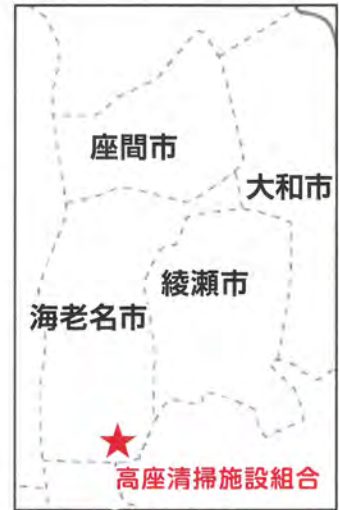 座間市
大和市
綾瀬市
海老名市
高座清掃施設組合